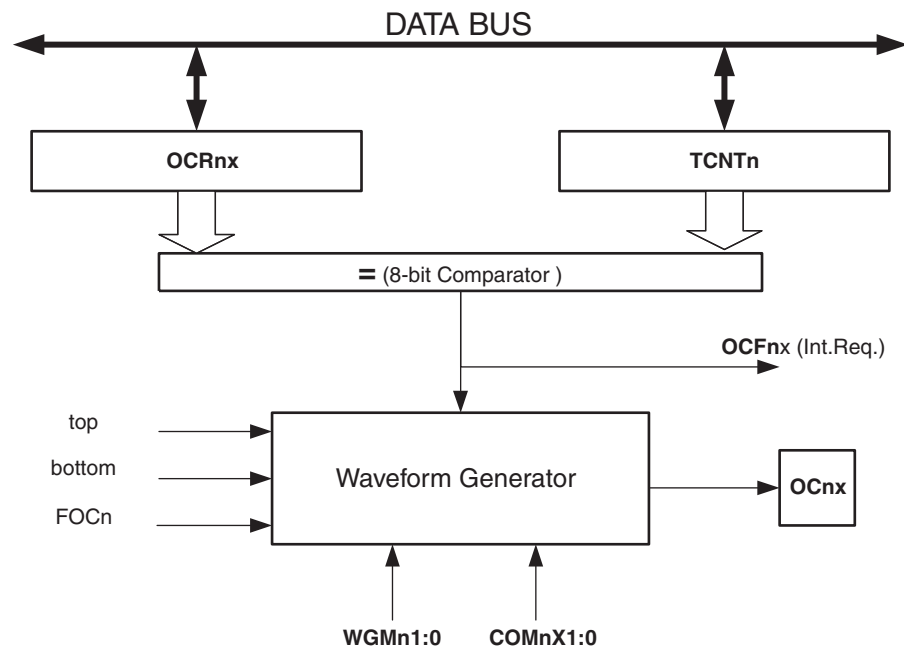 DATA BUS
OCRnx
TCNTn
= (8-bit Comparator )
OCFnx (Int.Req.)
top
bottom
FOCn
Waveform Generator
OCnx
WGMn1:0
COMnX1:0